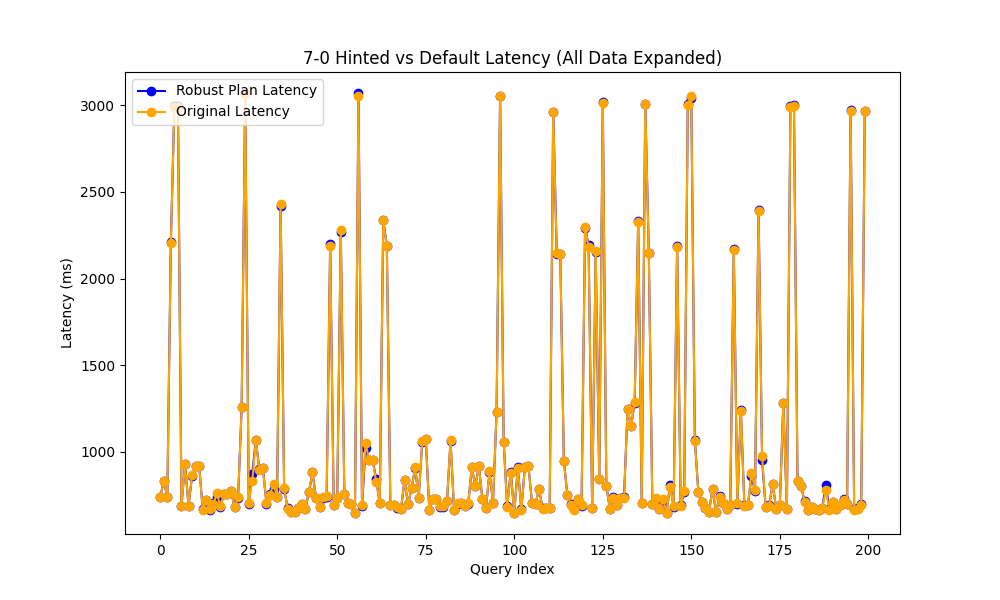 7-0 Hinted vs Default Latency (All Data Expanded)
Robust Plan Latency
Original Latency
Latency (ms)
3000
2500
2000
1500
1000
0
25
50
75
100
125
150
175
200
Query Index